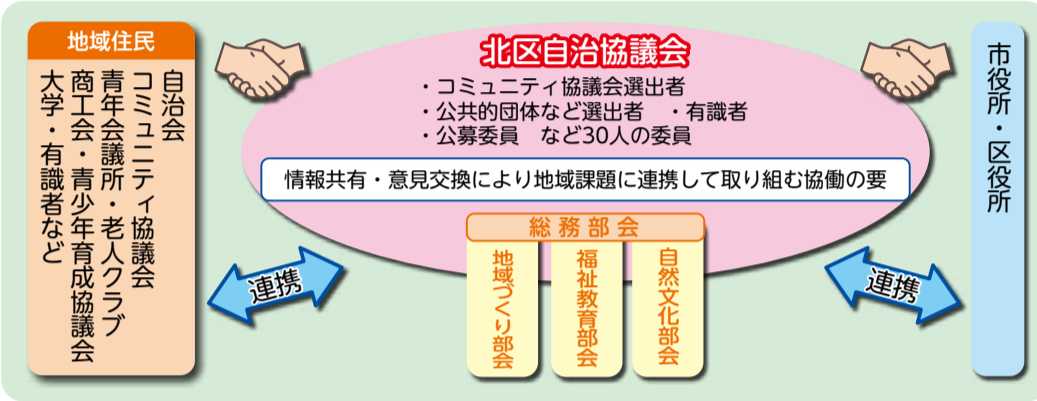 地域住民
自治会
コミュニティ協議会
青年会議所・老人クラブ
商工会・青少年育成協議会
大学・有識者など
連携
北区自治協議会
・コミュニティ協議会選出者
・公共的団体など選出者　・有識者
・公募委員　など30人の委員
情報共有・意見交換により地域課題に連携して取り組む協働の要
総務部会
地域づくり部会
福祉教育部会
自然文化部会
連携
市役所・区役所